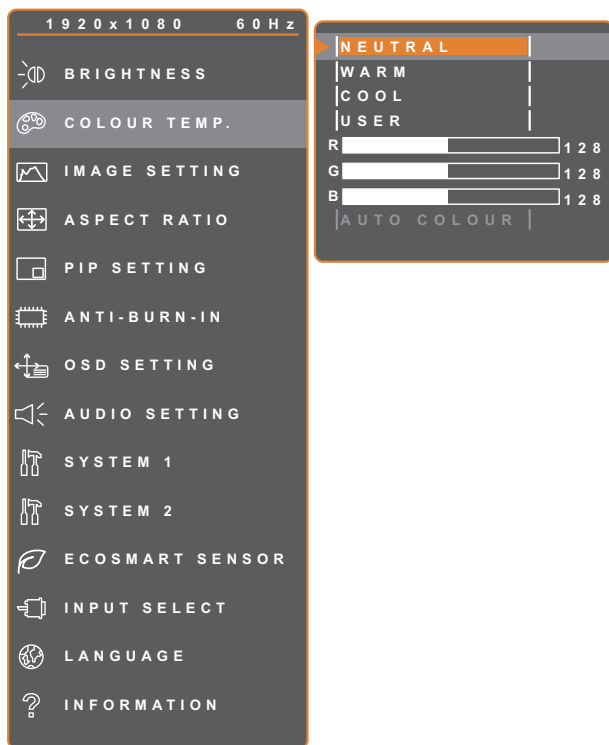 1920x1080 60Hz
BRIGHTNESS
COLOUR TEMP.
IMAGE SETTING
ASPECT RATIO
PIP SETTING
ANTI-BURN-IN
OSD SETTING
AUDIO SETTING
SYSTEM 1
SYSTEM 2
ECOSMART SENSOR
INPUT SELECT
LANGUAGE
INFORMATION
NEUTRAL
WARM
COOL
USER
R 128
G 128
B 128
AUTO COLOUR